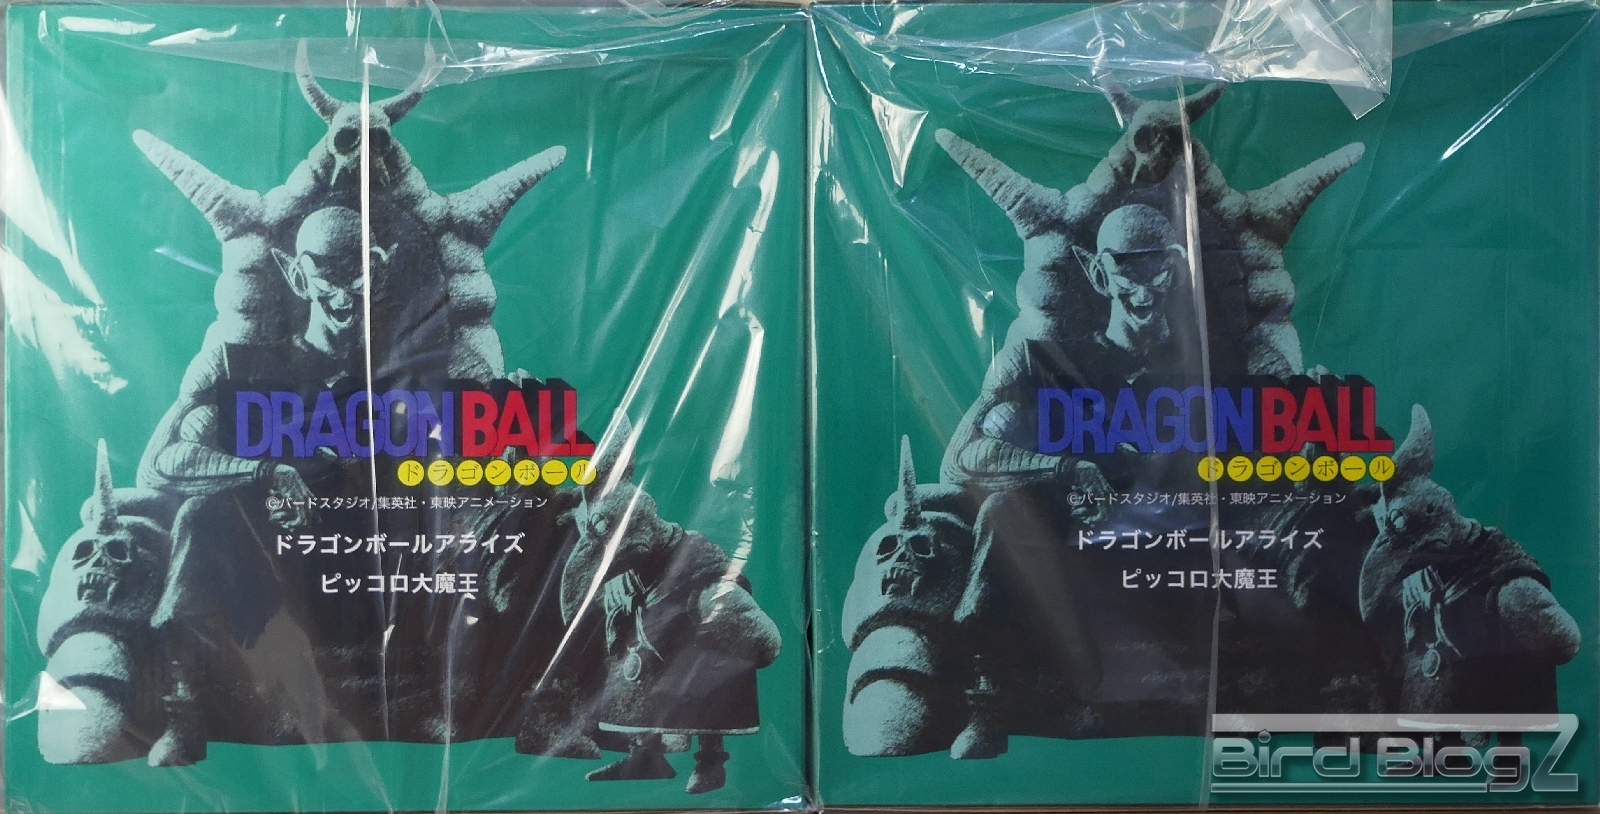 DRAGON BALL
ドラゴンボール
©バードスタジオ/集英社・東映アニメーション
ドラゴンボールアライズ
ピッコロ大魔王
DRAGON BALL
ドラゴンボール
©バードスタジオ/集英社・東映アニメーション
ドラゴンボールアライズ
ピッコロ大魔王
Bird Blog Z